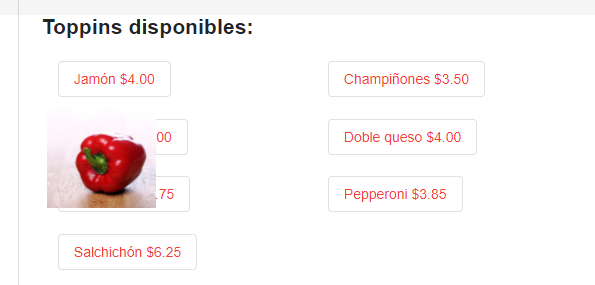 Toppins disponibles:
Jamón $4.00
Champiñones $3.50
00
Doble queso $4.00
.75
Pepperoni $3.85
Salchichón $6.25